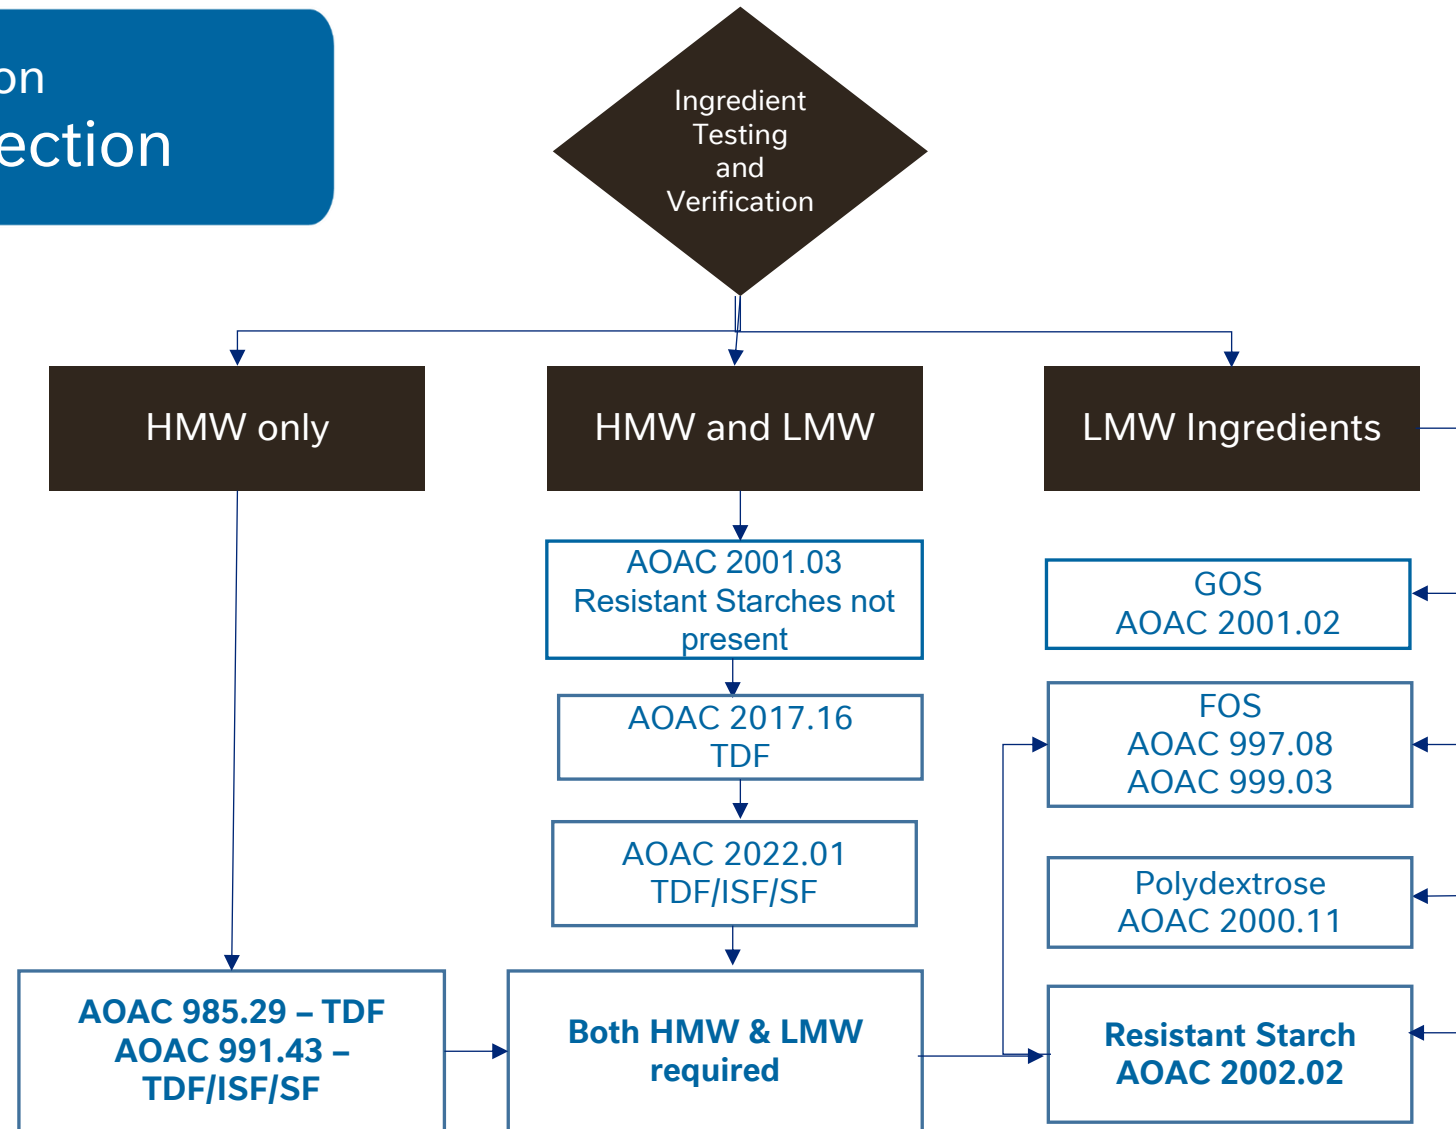 on
ection
Ingredient
Testing
and
Verification
HMW only
HMW and LMW
LMW Ingredients
AOAC 2001.03
Resistant Starches not
present
AOAC 2017.16
TDF
AOAC 2022.01
TDF/ISF/SF
GOS
AOAC 2001.02
FOS
AOAC 997.08
AOAC 999.03
Polydextrose
AOAC 2000.11
AOAC 985.29 – TDF
AOAC 991.43 –
TDF/ISF/SF
Both HMW & LMW
required
Resistant Starch
AOAC 2002.02